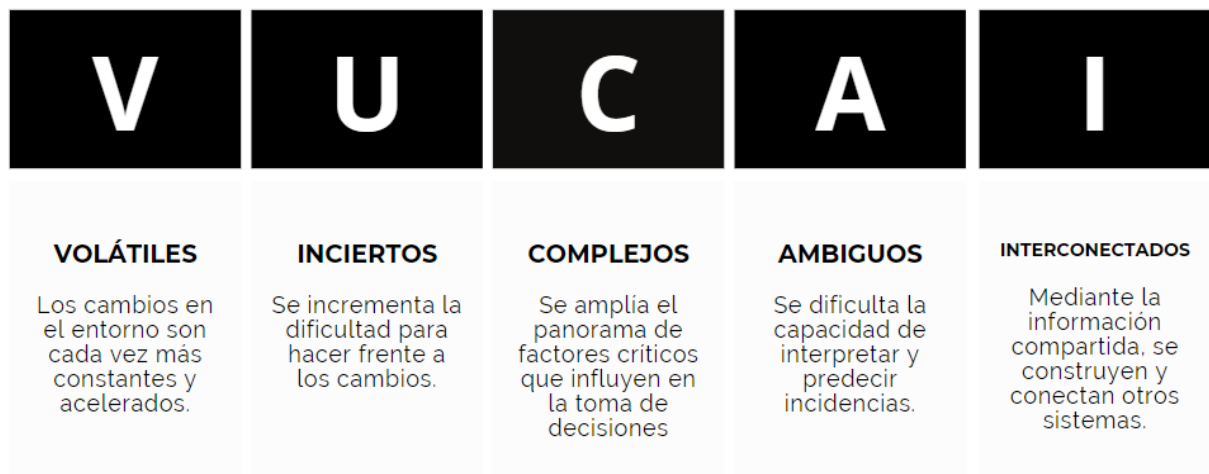 V
U
C
A
I
VOLÁTILES
Los cambios en
el entorno son
cada vez más
constantes y
acelerados.
INCIERTOS
Se incrementa la
dificultad para
hacer frente a
los cambios.
COMPLEJOS
Se amplía el
panorama de
factores críticos
que influyen en
la toma de
decisiones
AMBIGUOS
Se dificulta la
capacidad de
interpretar y
predecir
incidencias.
INTERCONECTADOS
Mediante la
información
compartida, se
construyen y
conectan otros
sistemas.